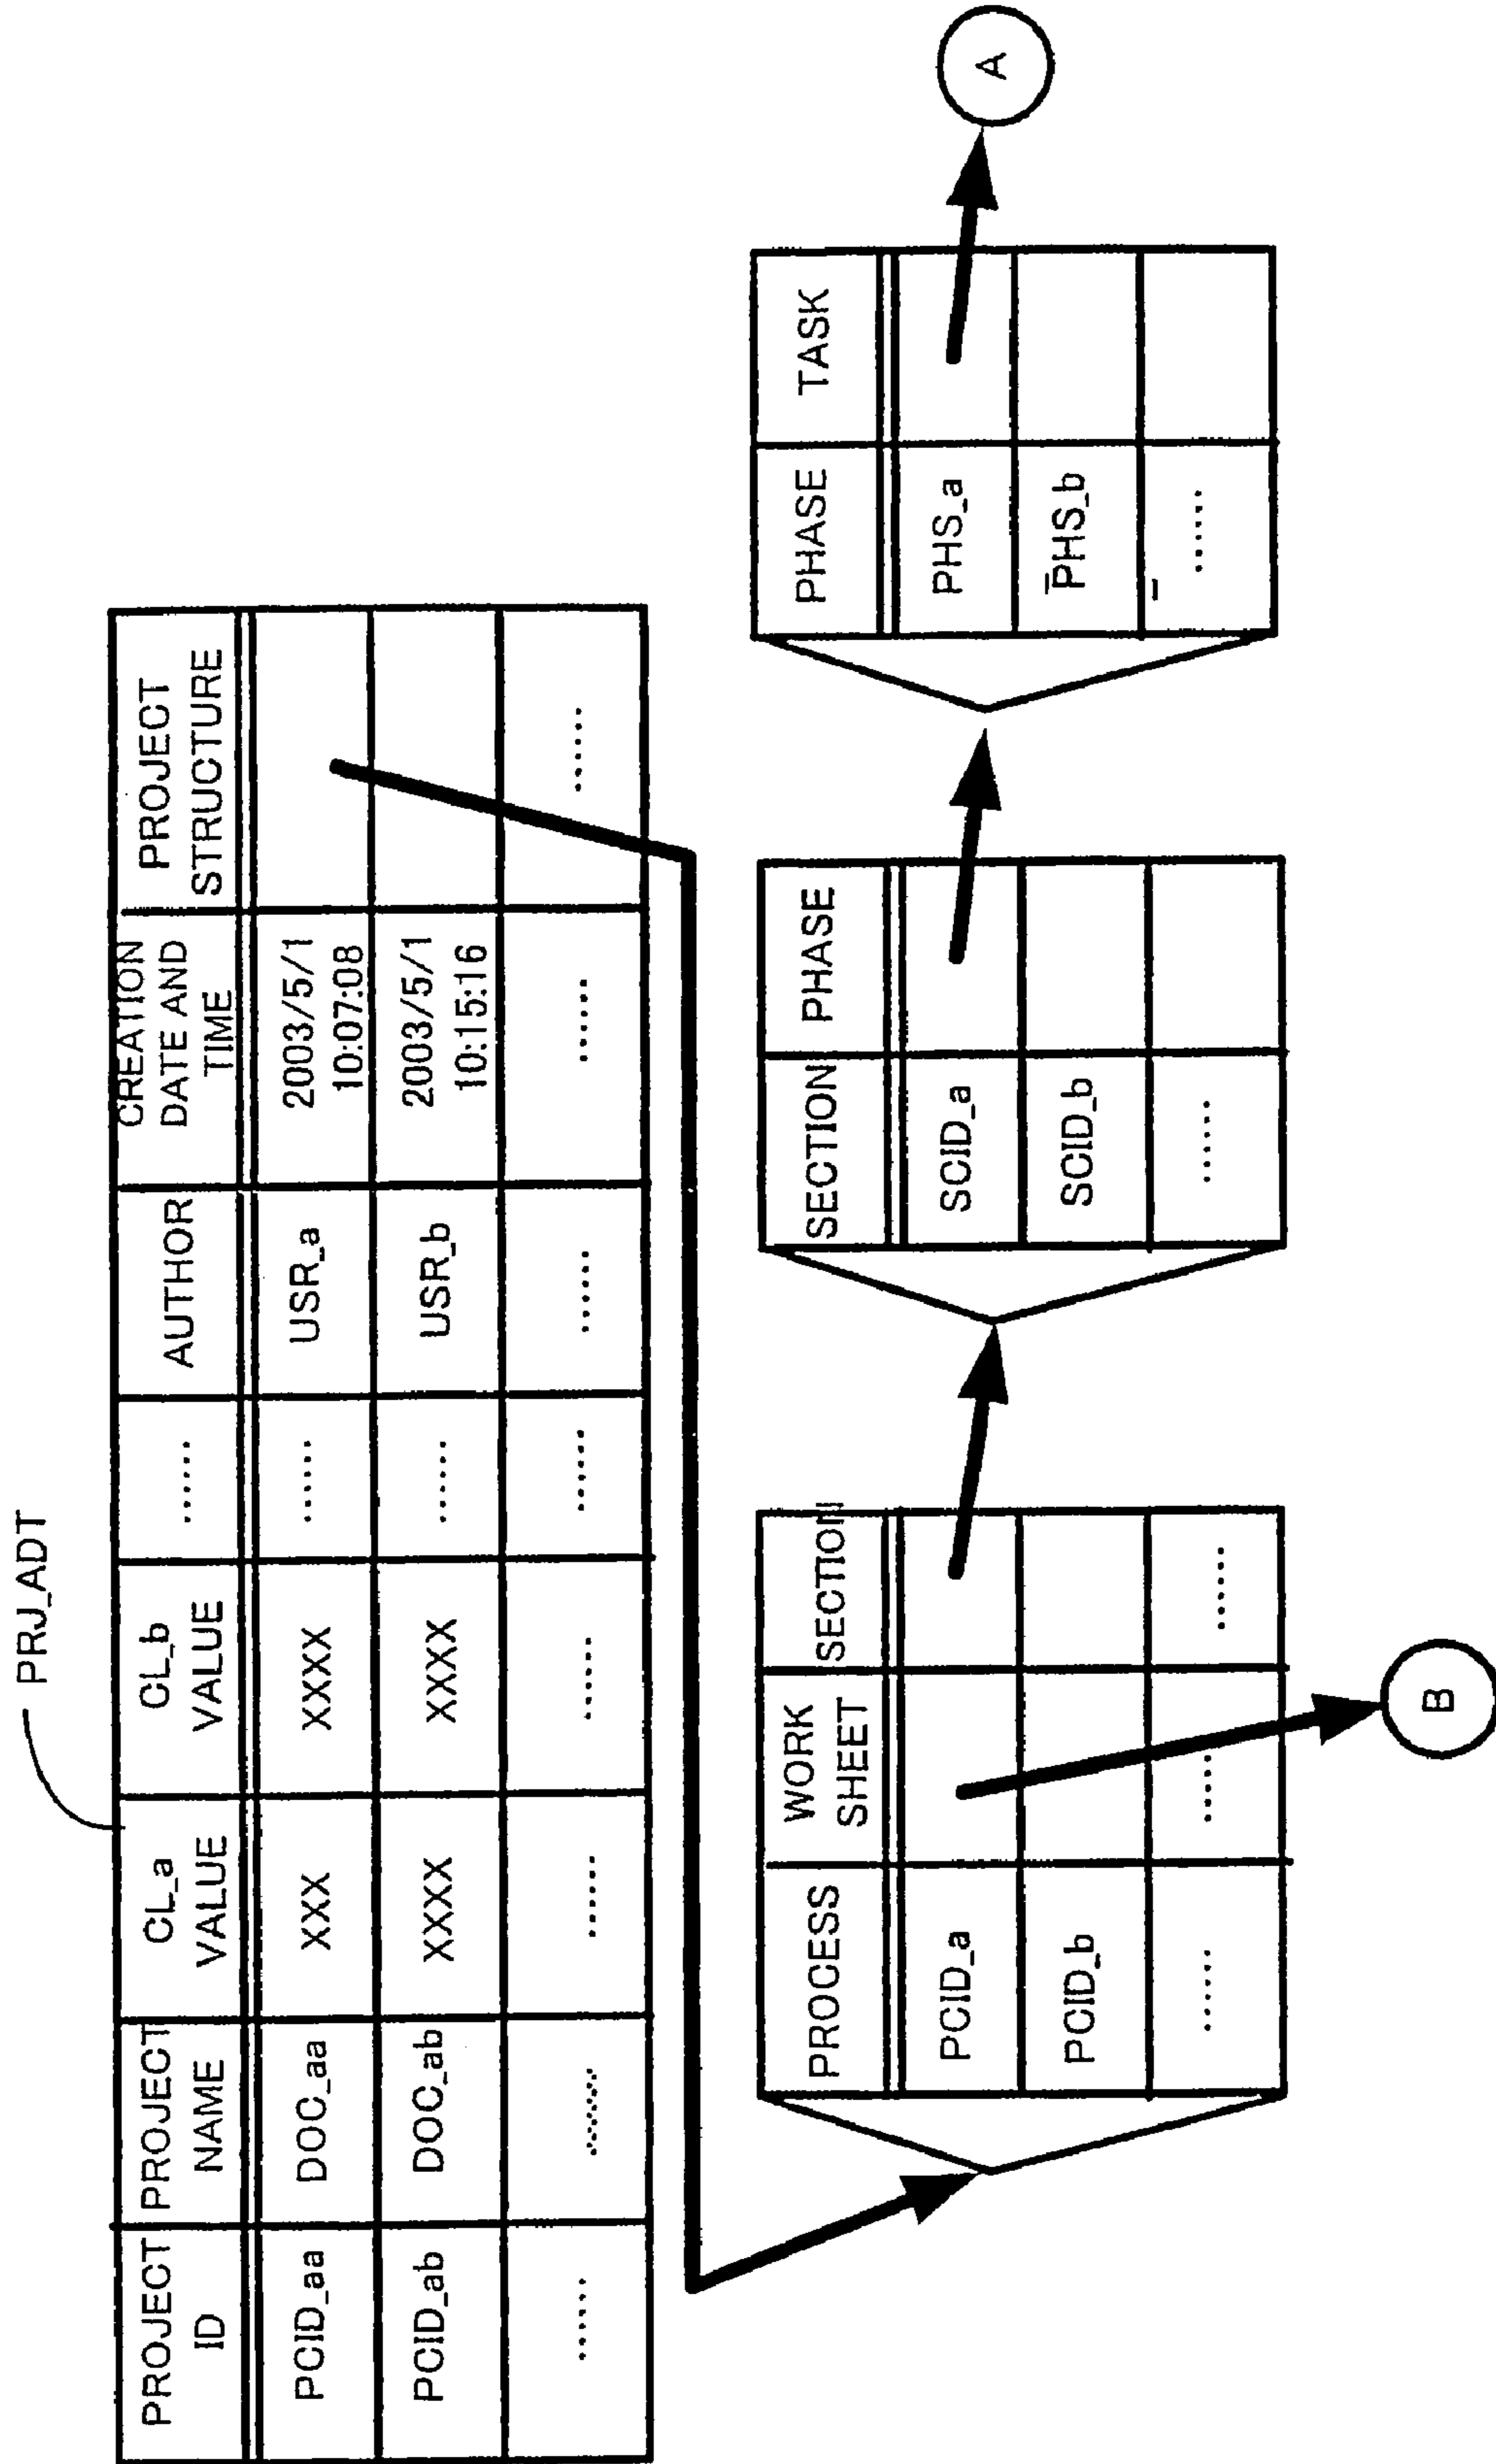 PRJ_ADT
PROJECT ID
PROJECT NAME
CL_a VALUE
CL_b VALUE
......
AUTHOR
CREATION DATE AND TIME
PROJECT STRUCTURE
PCID_aa
DOC_aa
XXX
XXXX
......
USR_a
2003/5/1 10:07:08
PCID_ab
DOC_ab
XXXX
XXXX
......
USR_b
2003/5/1 10:15:16
......
......
......
......
......
......
......
......
PROCESS
WORK SHEET
SECTION
PCID_a
PCID_b
......
......
......
B
SECTION
PHASE
SCID_a
SCID_b
......
PHASE
TASK
PHS_a
PHS_b
......
A